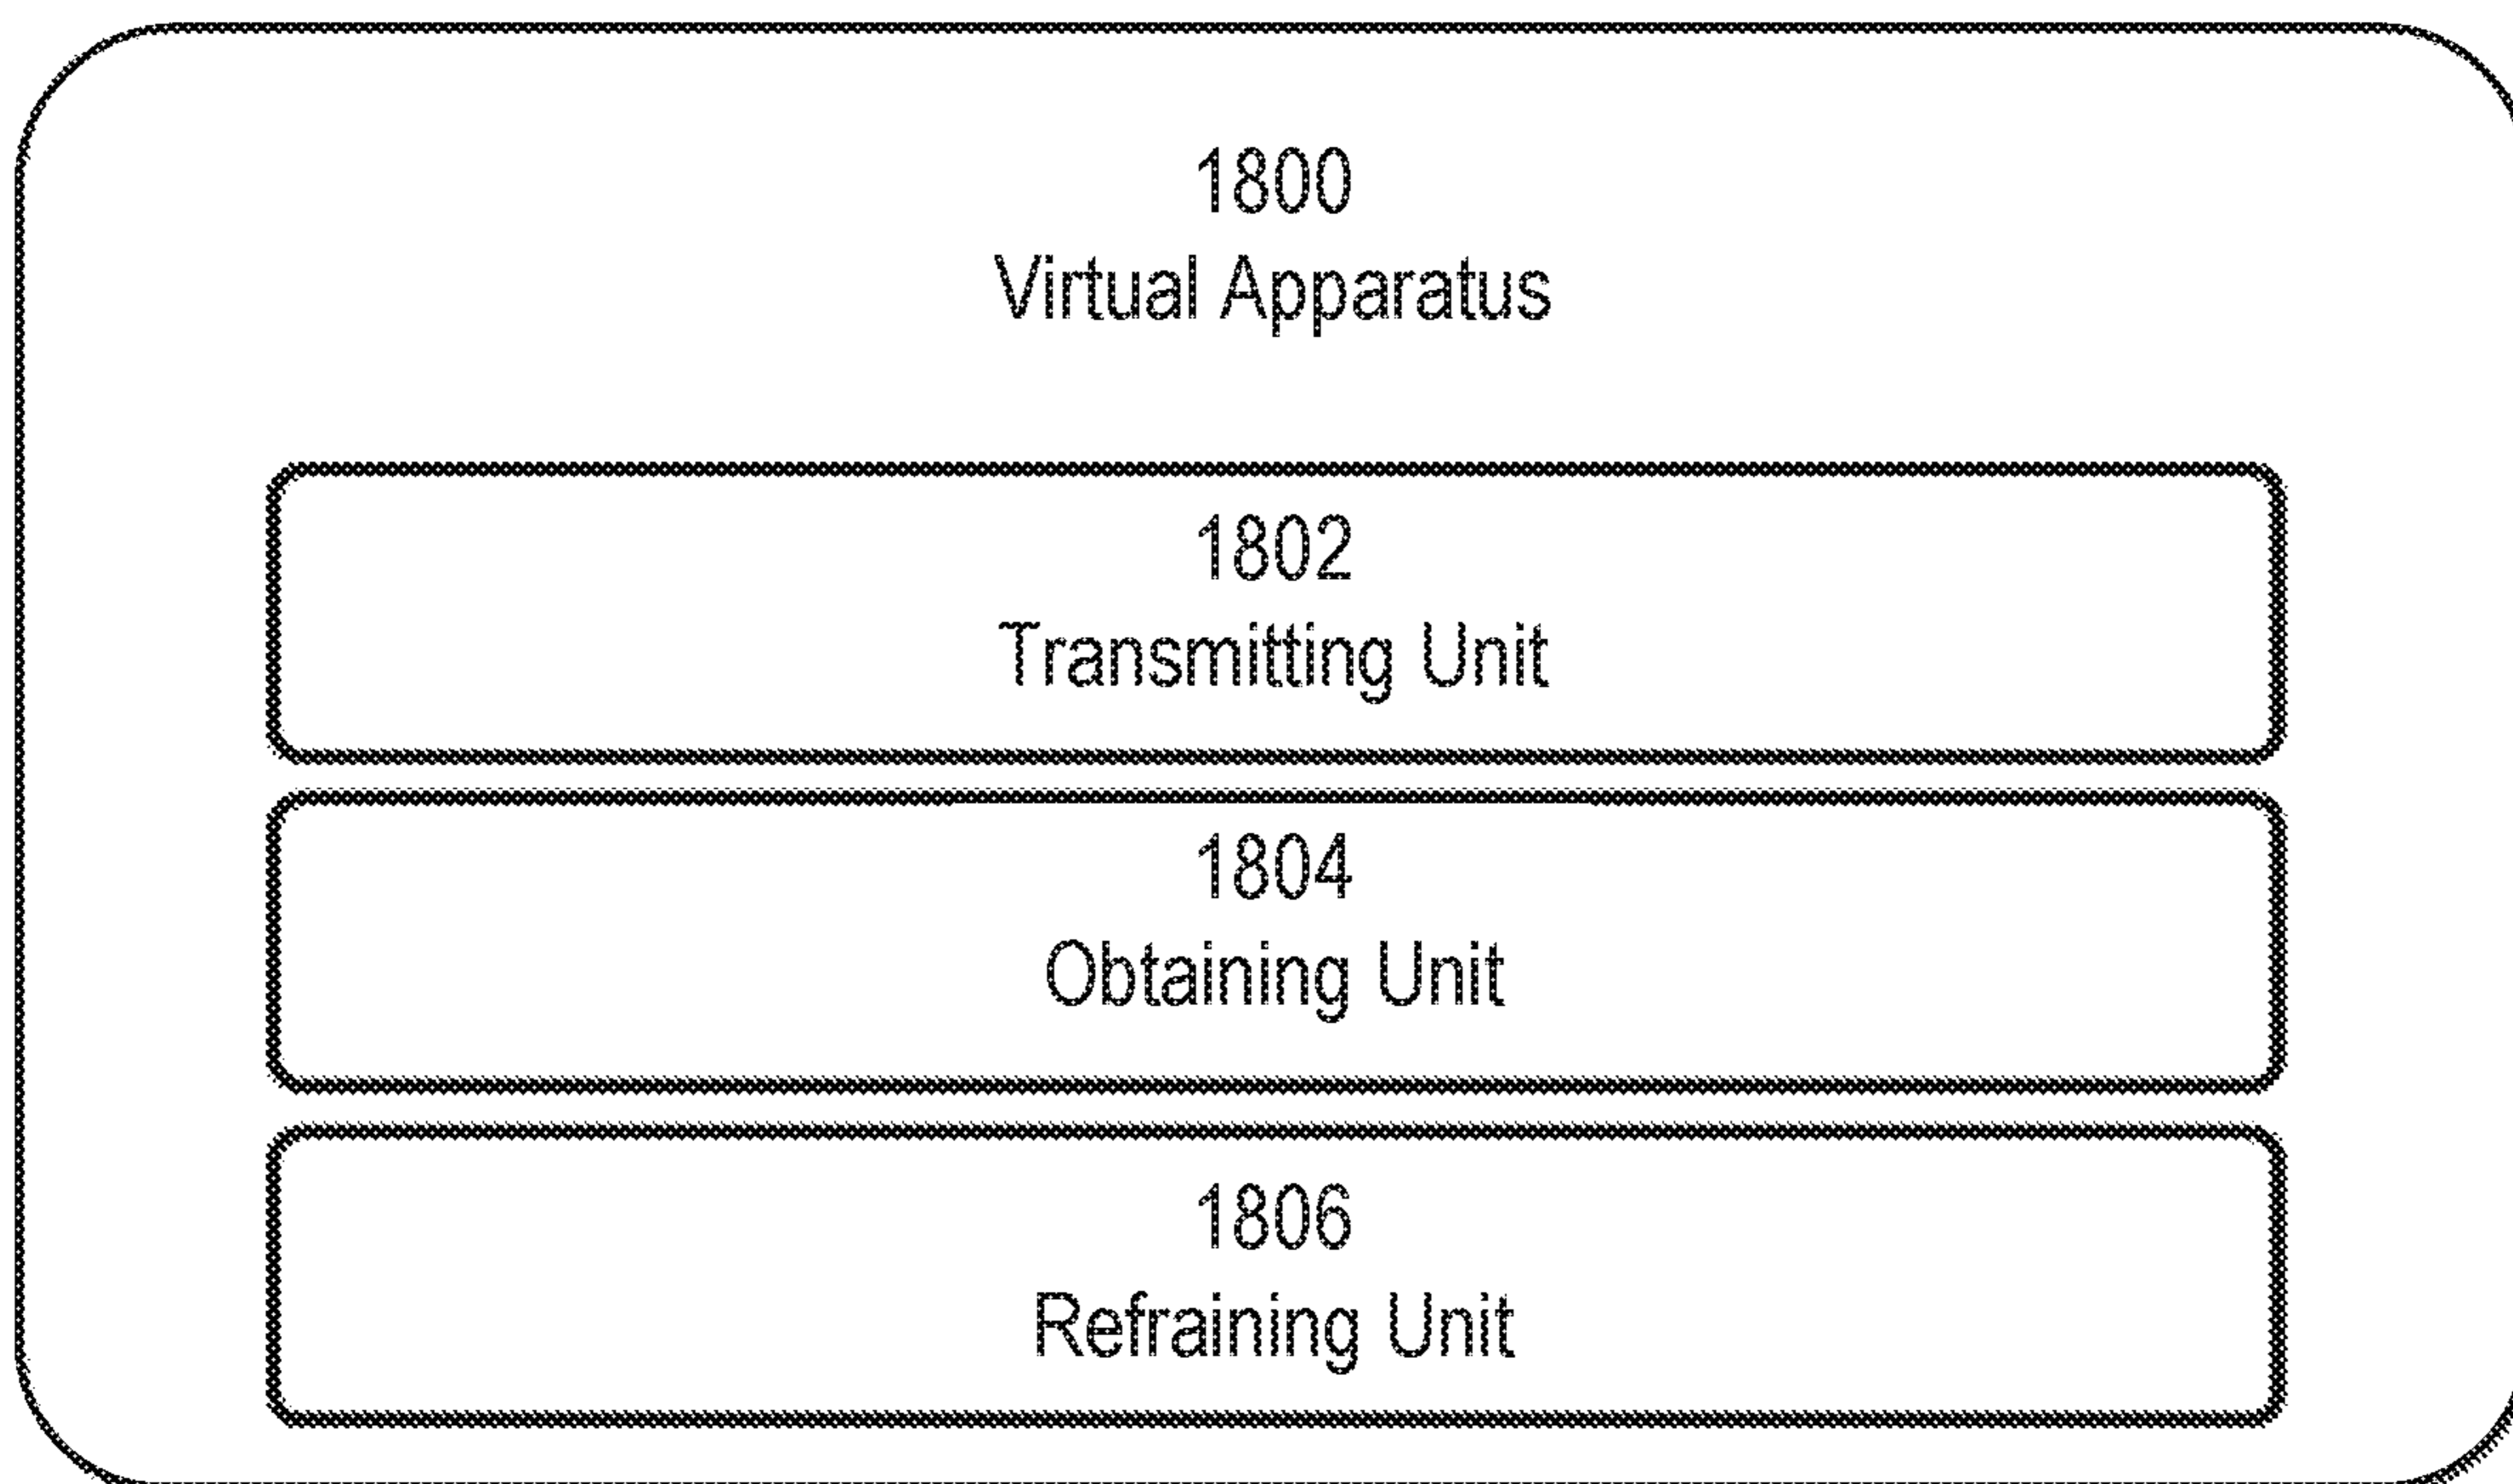 1800
Virtual Apparatus
1802
Transmitting Unit
1804
Obtaining Unit
1806
Refraining Unit